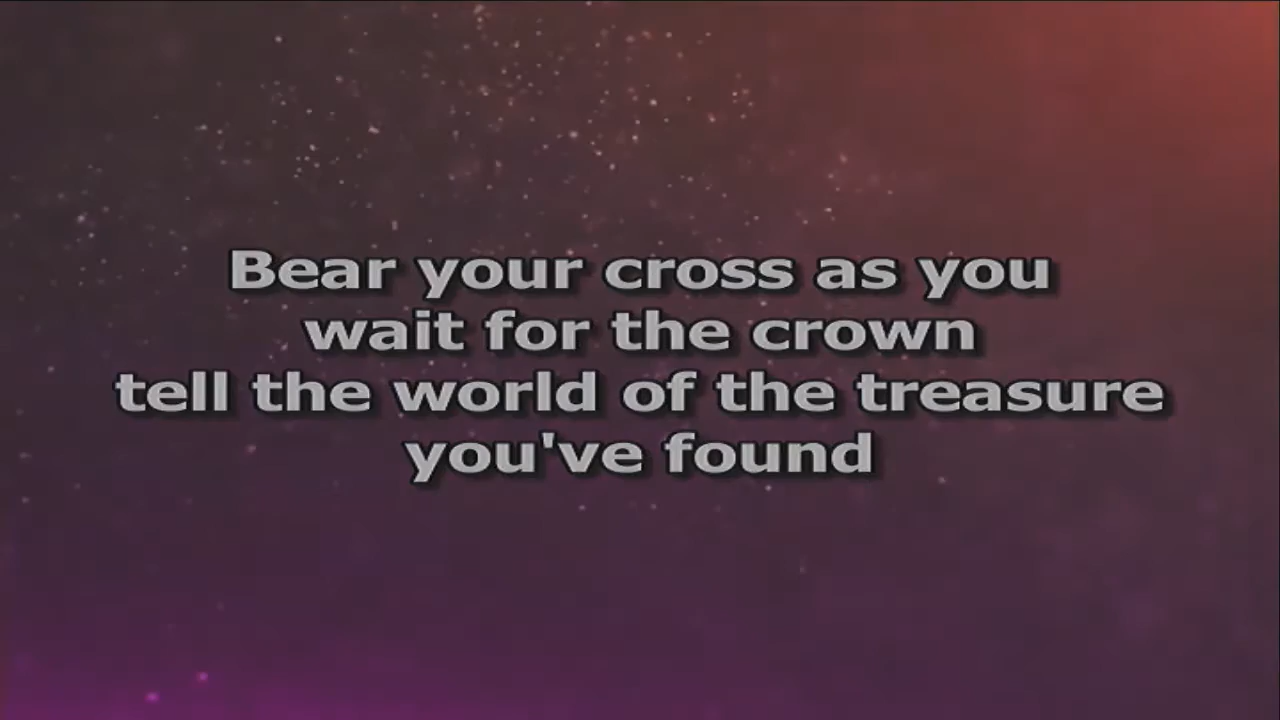 Bear your cross as you
wait for the crown
tell the world of the treasure
you've found